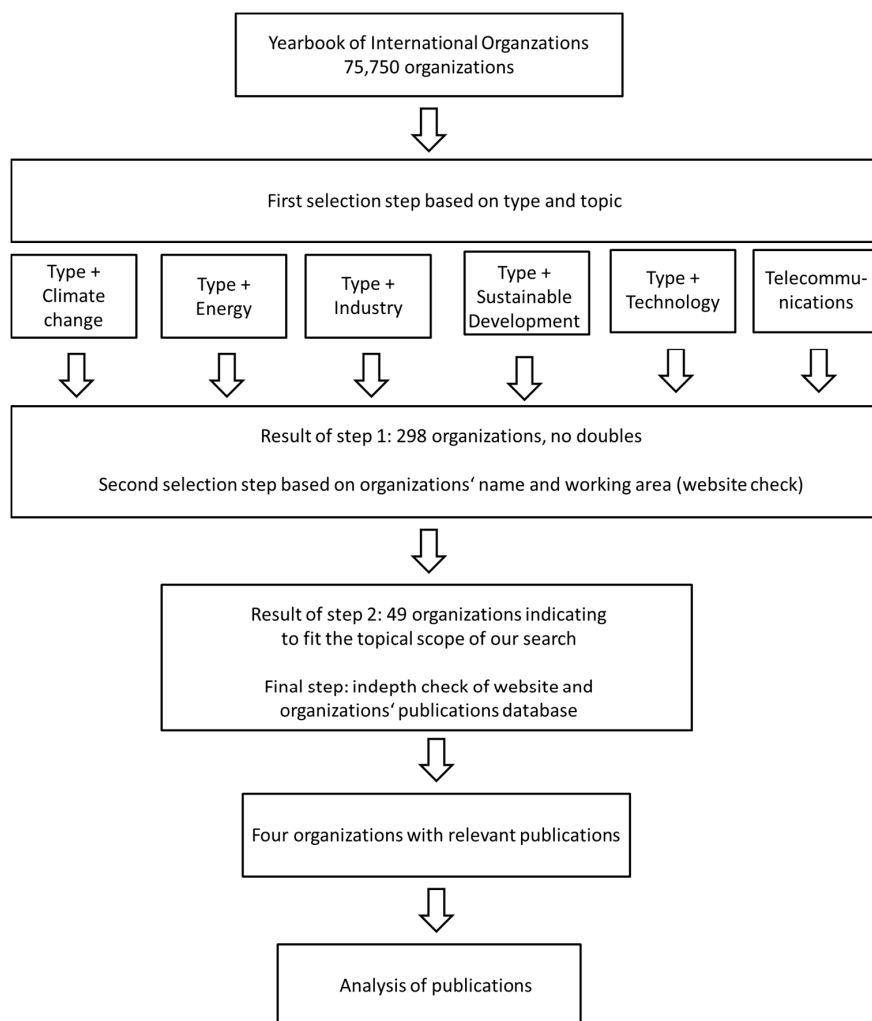 Yearbook of International Organzations
75,750 organizations
First selection step based on type and topic
Type +
Climate
change
Type +
Energy
Type +
Industry
Type +
Sustainable
Development
Type +
Technology
Telecommu-
nications
Result of step 1: 298 organizations, no doubles
Second selection step based on organizations‘ name and working area (website check)
Result of step 2: 49 organizations indicating
to fit the topical scope of our search
Final step: indepth check of website and
organizations‘ publications database
Four organizations with relevant publications
Analysis of publications